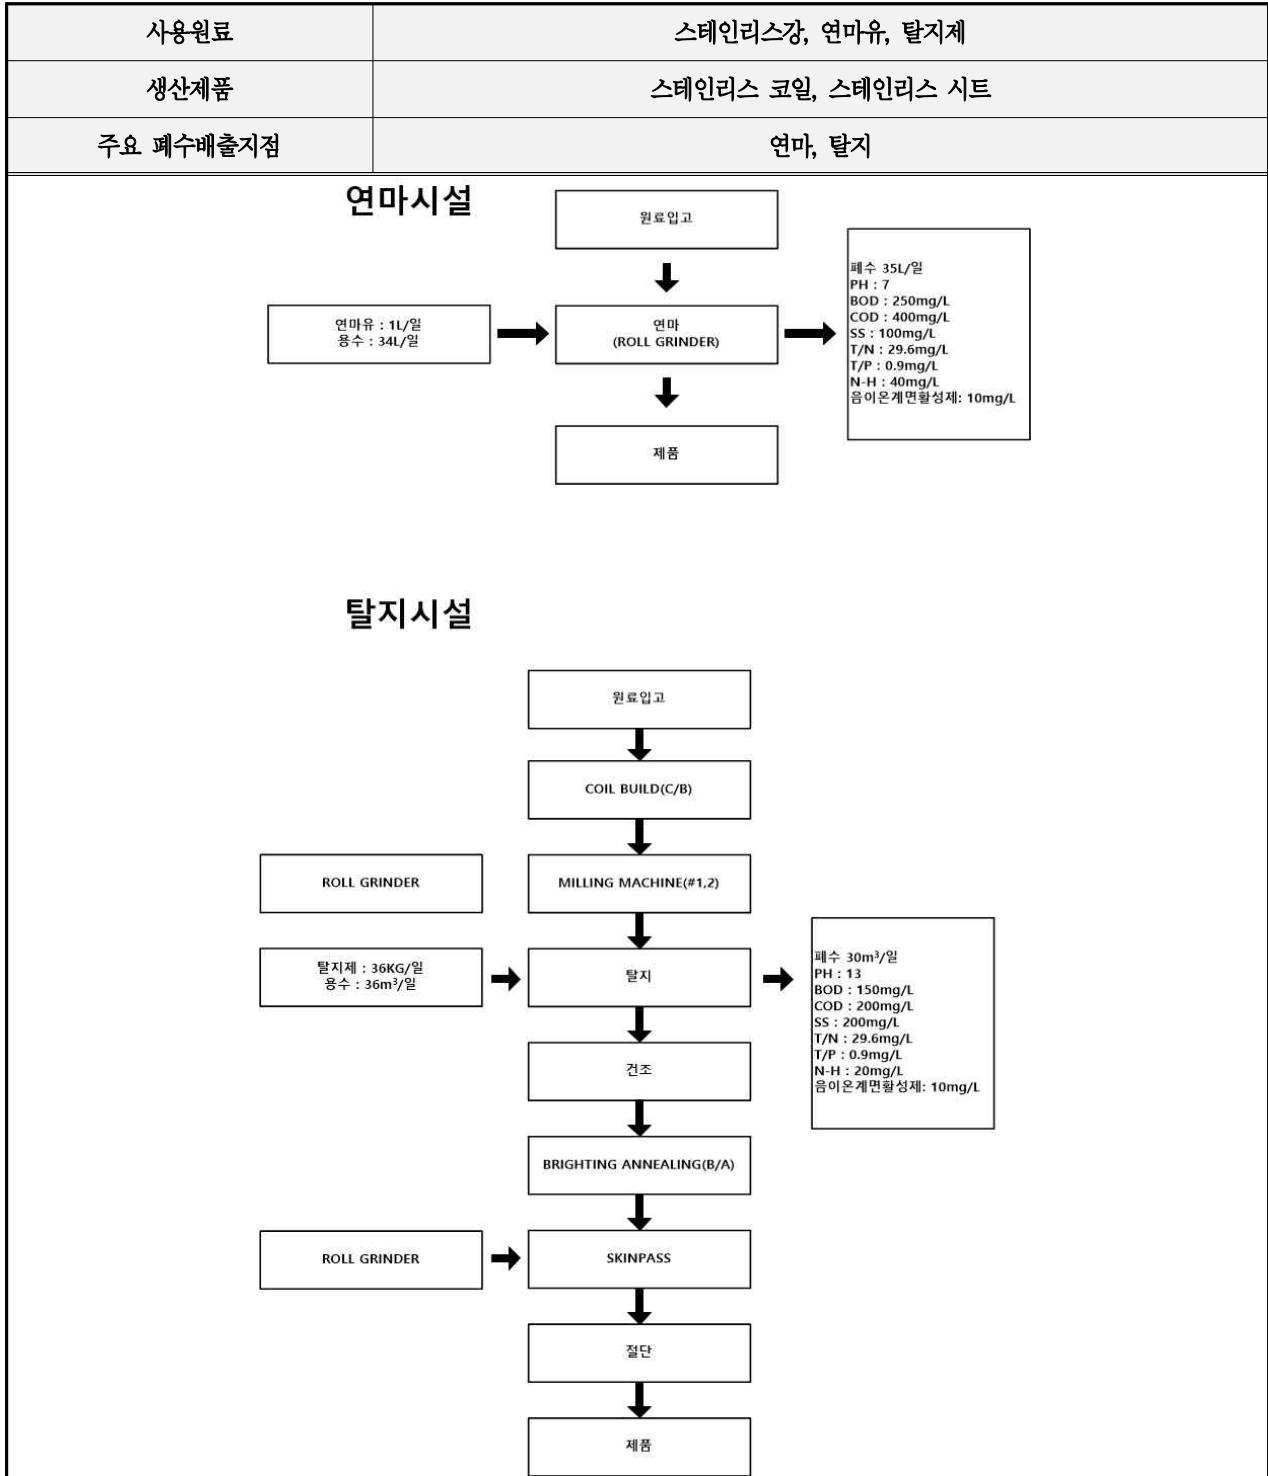 사용원료 스테인리스강, 연마유, 탈지제
생산제품 스테인리스 코일, 스테인리스 시트
주요 폐수배출지점 연마, 탈지
연마시설
원료입고
연마유 : 1L/일
용수 : 34L/일
연마
(ROLL GRINDER)
폐수 35L/일
PH : 7
BOD : 250mg/L
COD : 400mg/L
SS : 100mg/L
T/N : 29.6mg/L
T/P : 0.9mg/L
N-H : 40mg/L
음이온계면활성제: 10mg/L
제품
탈지시설
원료입고
COIL BUILD(C/B)
ROLL GRINDER
MILLING MACHINE(#1,2)
탈지제 : 36KG/일
용수 : 36m³/일
탈지
폐수 30m³/일
PH : 13
BOD : 150mg/L
COD : 200mg/L
SS : 200mg/L
T/N : 29.6mg/L
T/P : 0.9mg/L
N-H : 20mg/L
음이온계면활성제: 10mg/L
건조
BRIGHTING ANNEALING(B/A)
ROLL GRINDER
SKINPASS
절단
제품